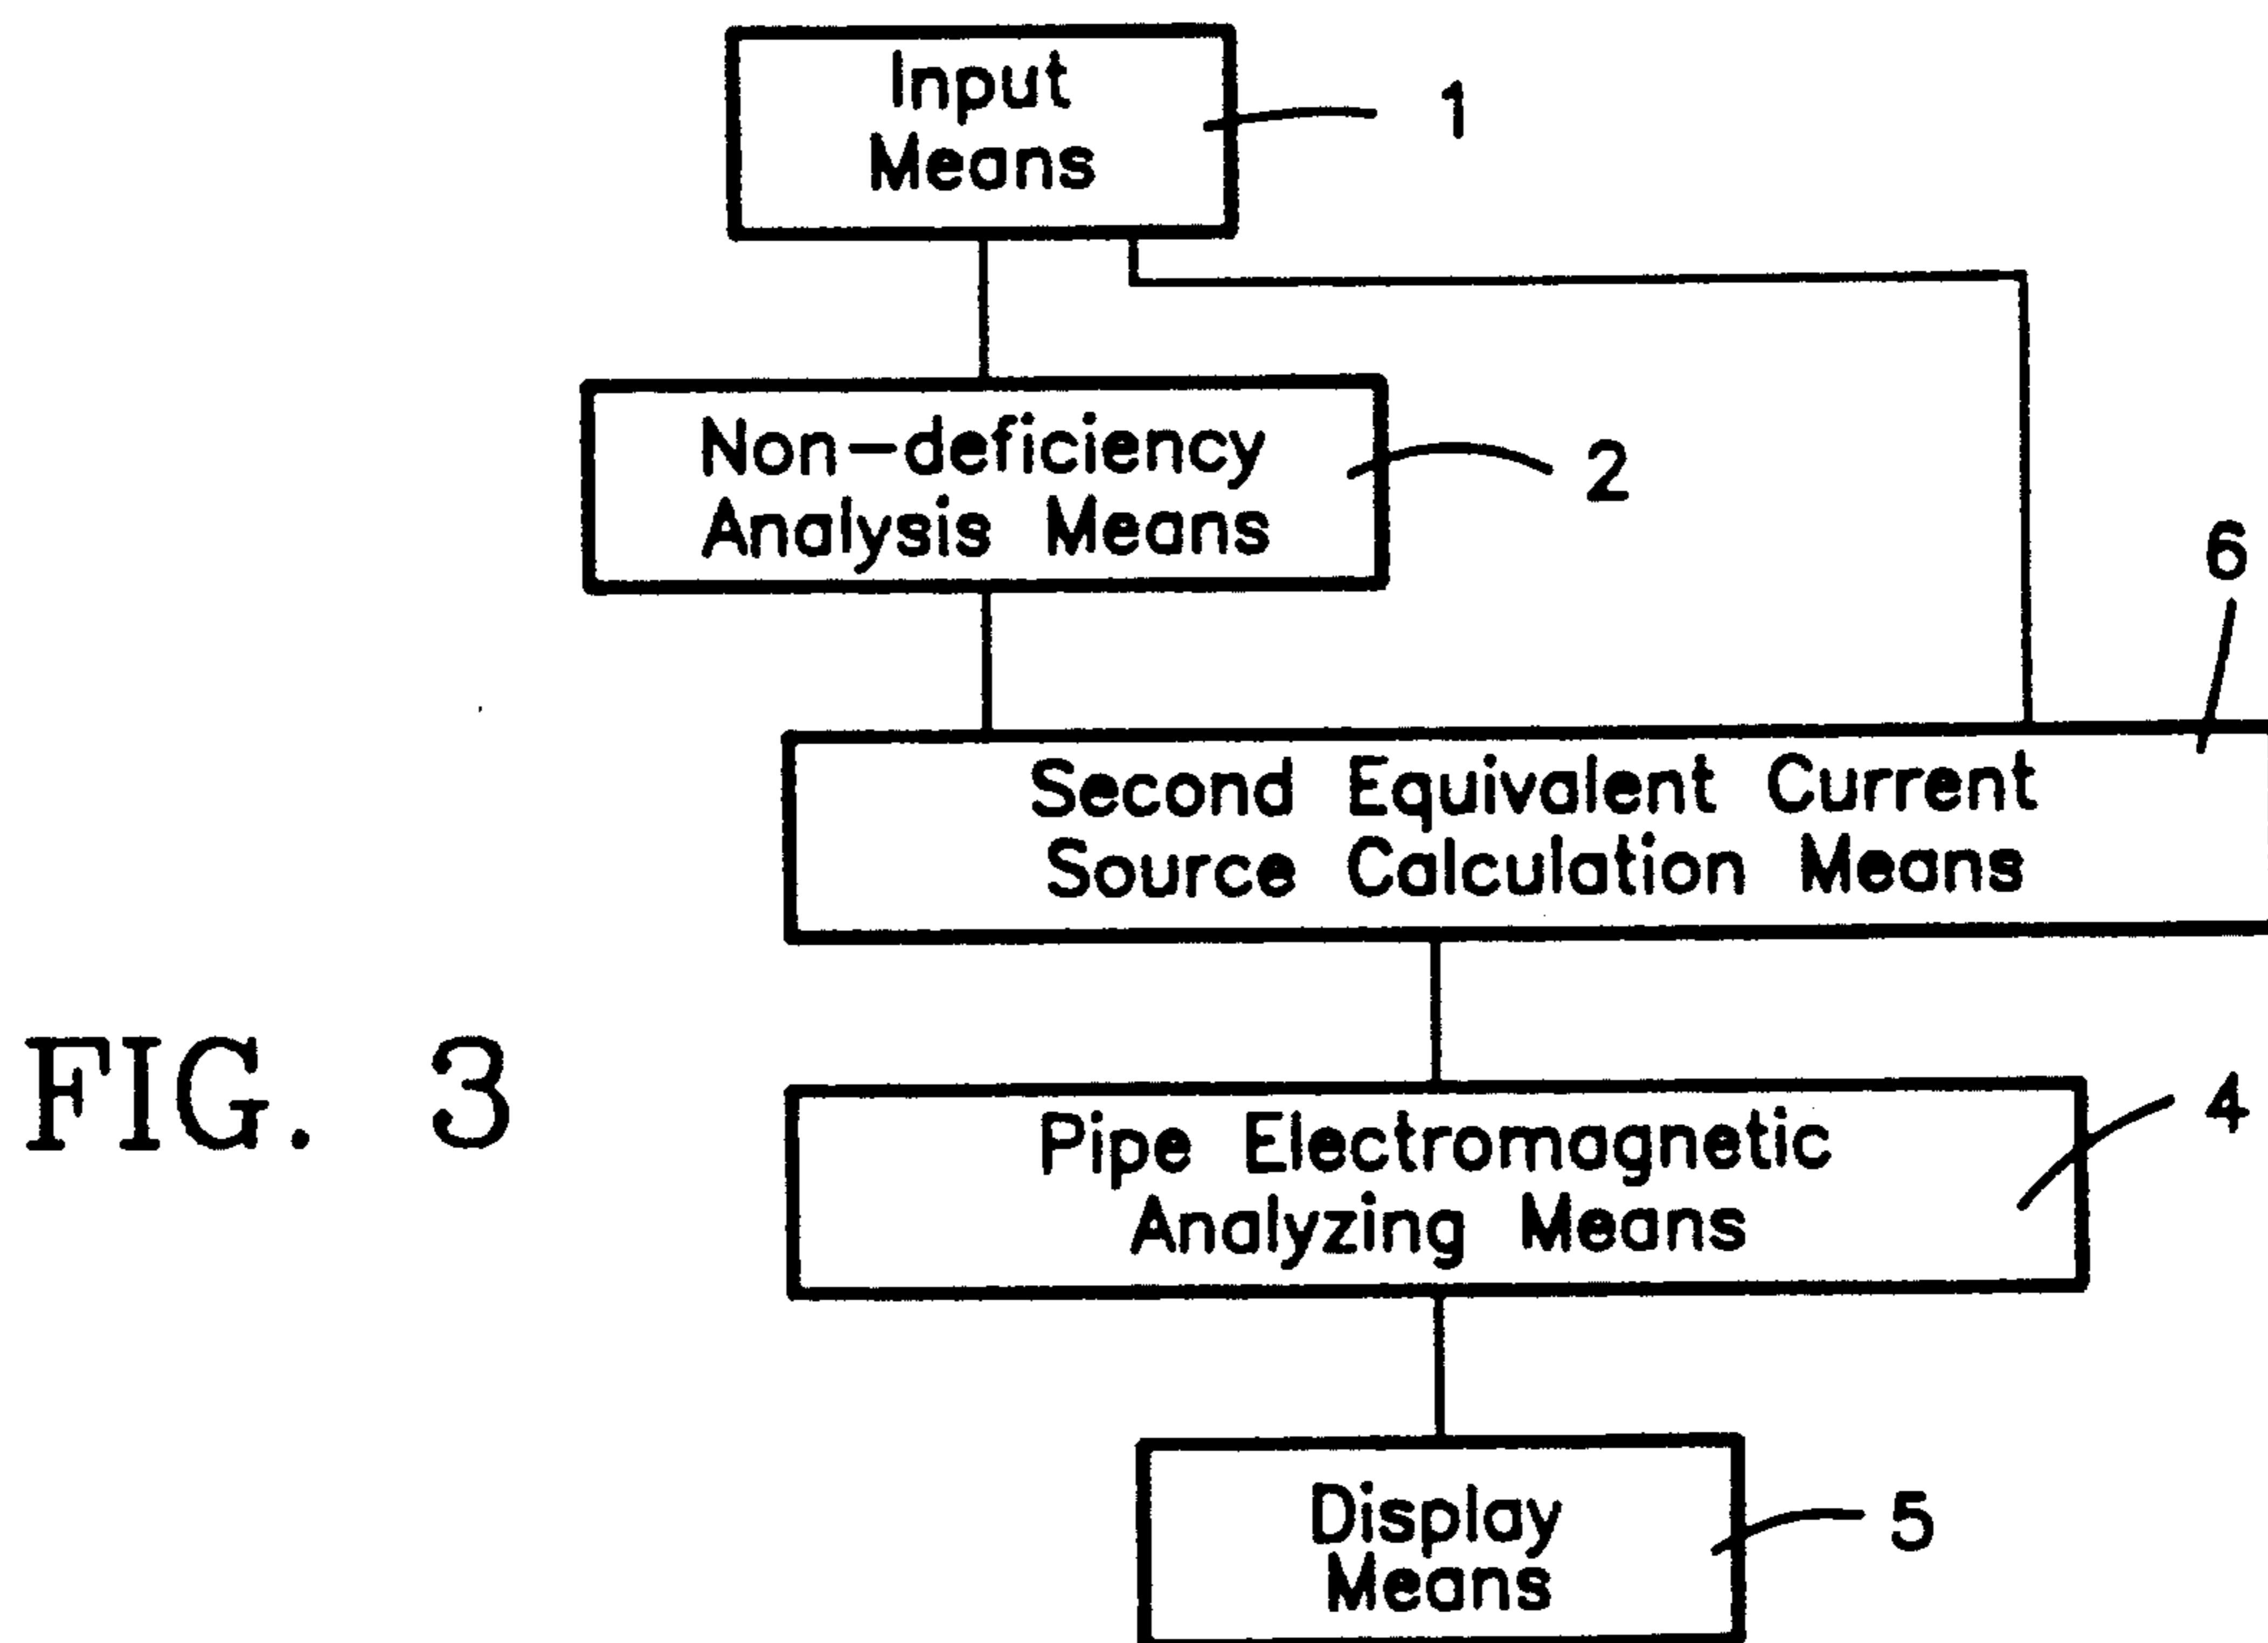 Input
Means
1
Non-deficiency
Analysis Means
2
6
Second Equivalent Current
Source Calculation Means
FIG. 3
Pipe Electromagnetic
Analyzing Means
4
Display
Means
5